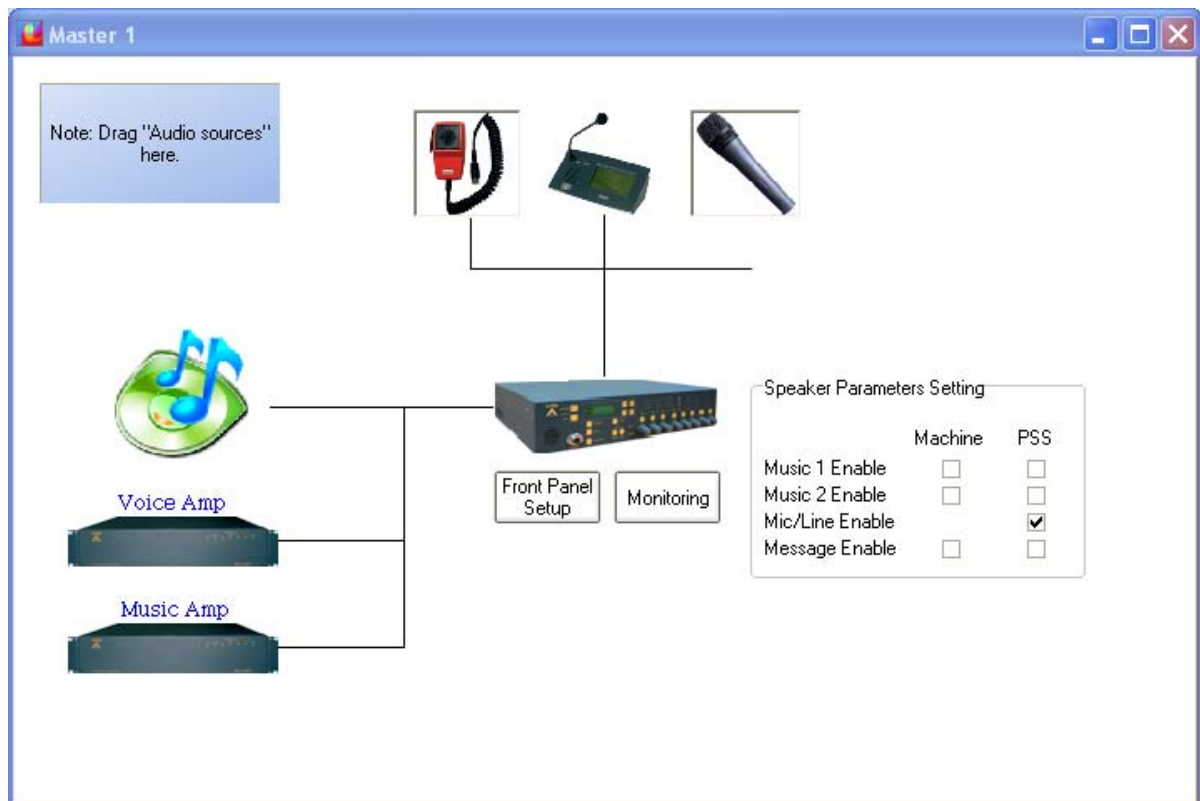 Master 1
Note: Drag "Audio sources"
here.
Voice Amp
Music Amp
Front Panel
Setup
Monitoring
Speaker Parameters Setting
Machine PSS
Music 1 Enable
Music 2 Enable
Mic/Line Enable
Message Enable